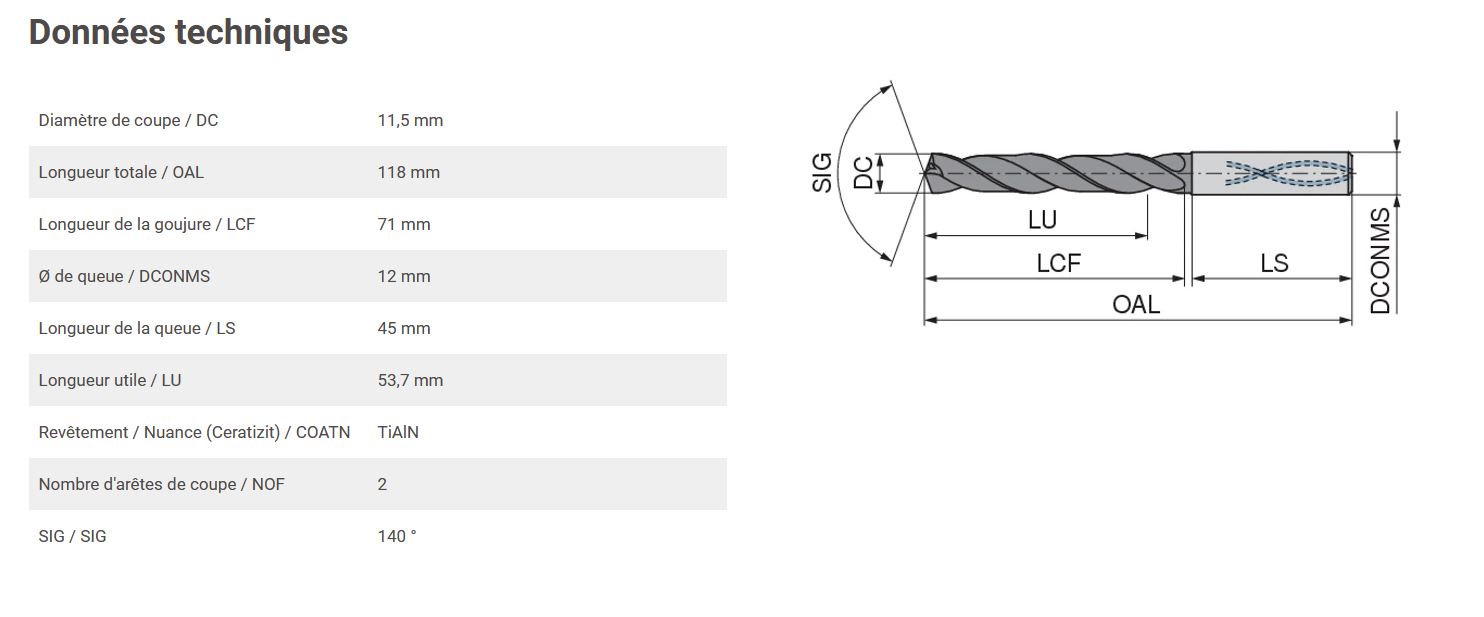 Données techniques
Diamètre de coupe / DC 11,5 mm
Longueur totale / OAL 118 mm
Longueur de la goujure / LCF 71 mm
Ø de queue / DCONMS 12 mm
Longueur de la queue / LS 45 mm
Longueur utile / LU 53,7 mm
Revêtement / Nuance (Ceratizit) / COATN TiAlN
Nombre d'arêtes de coupe / NOF 2
SIG / SIG 140 °
SIG
DC
LU
LCF
LS
OAL
DCONMS